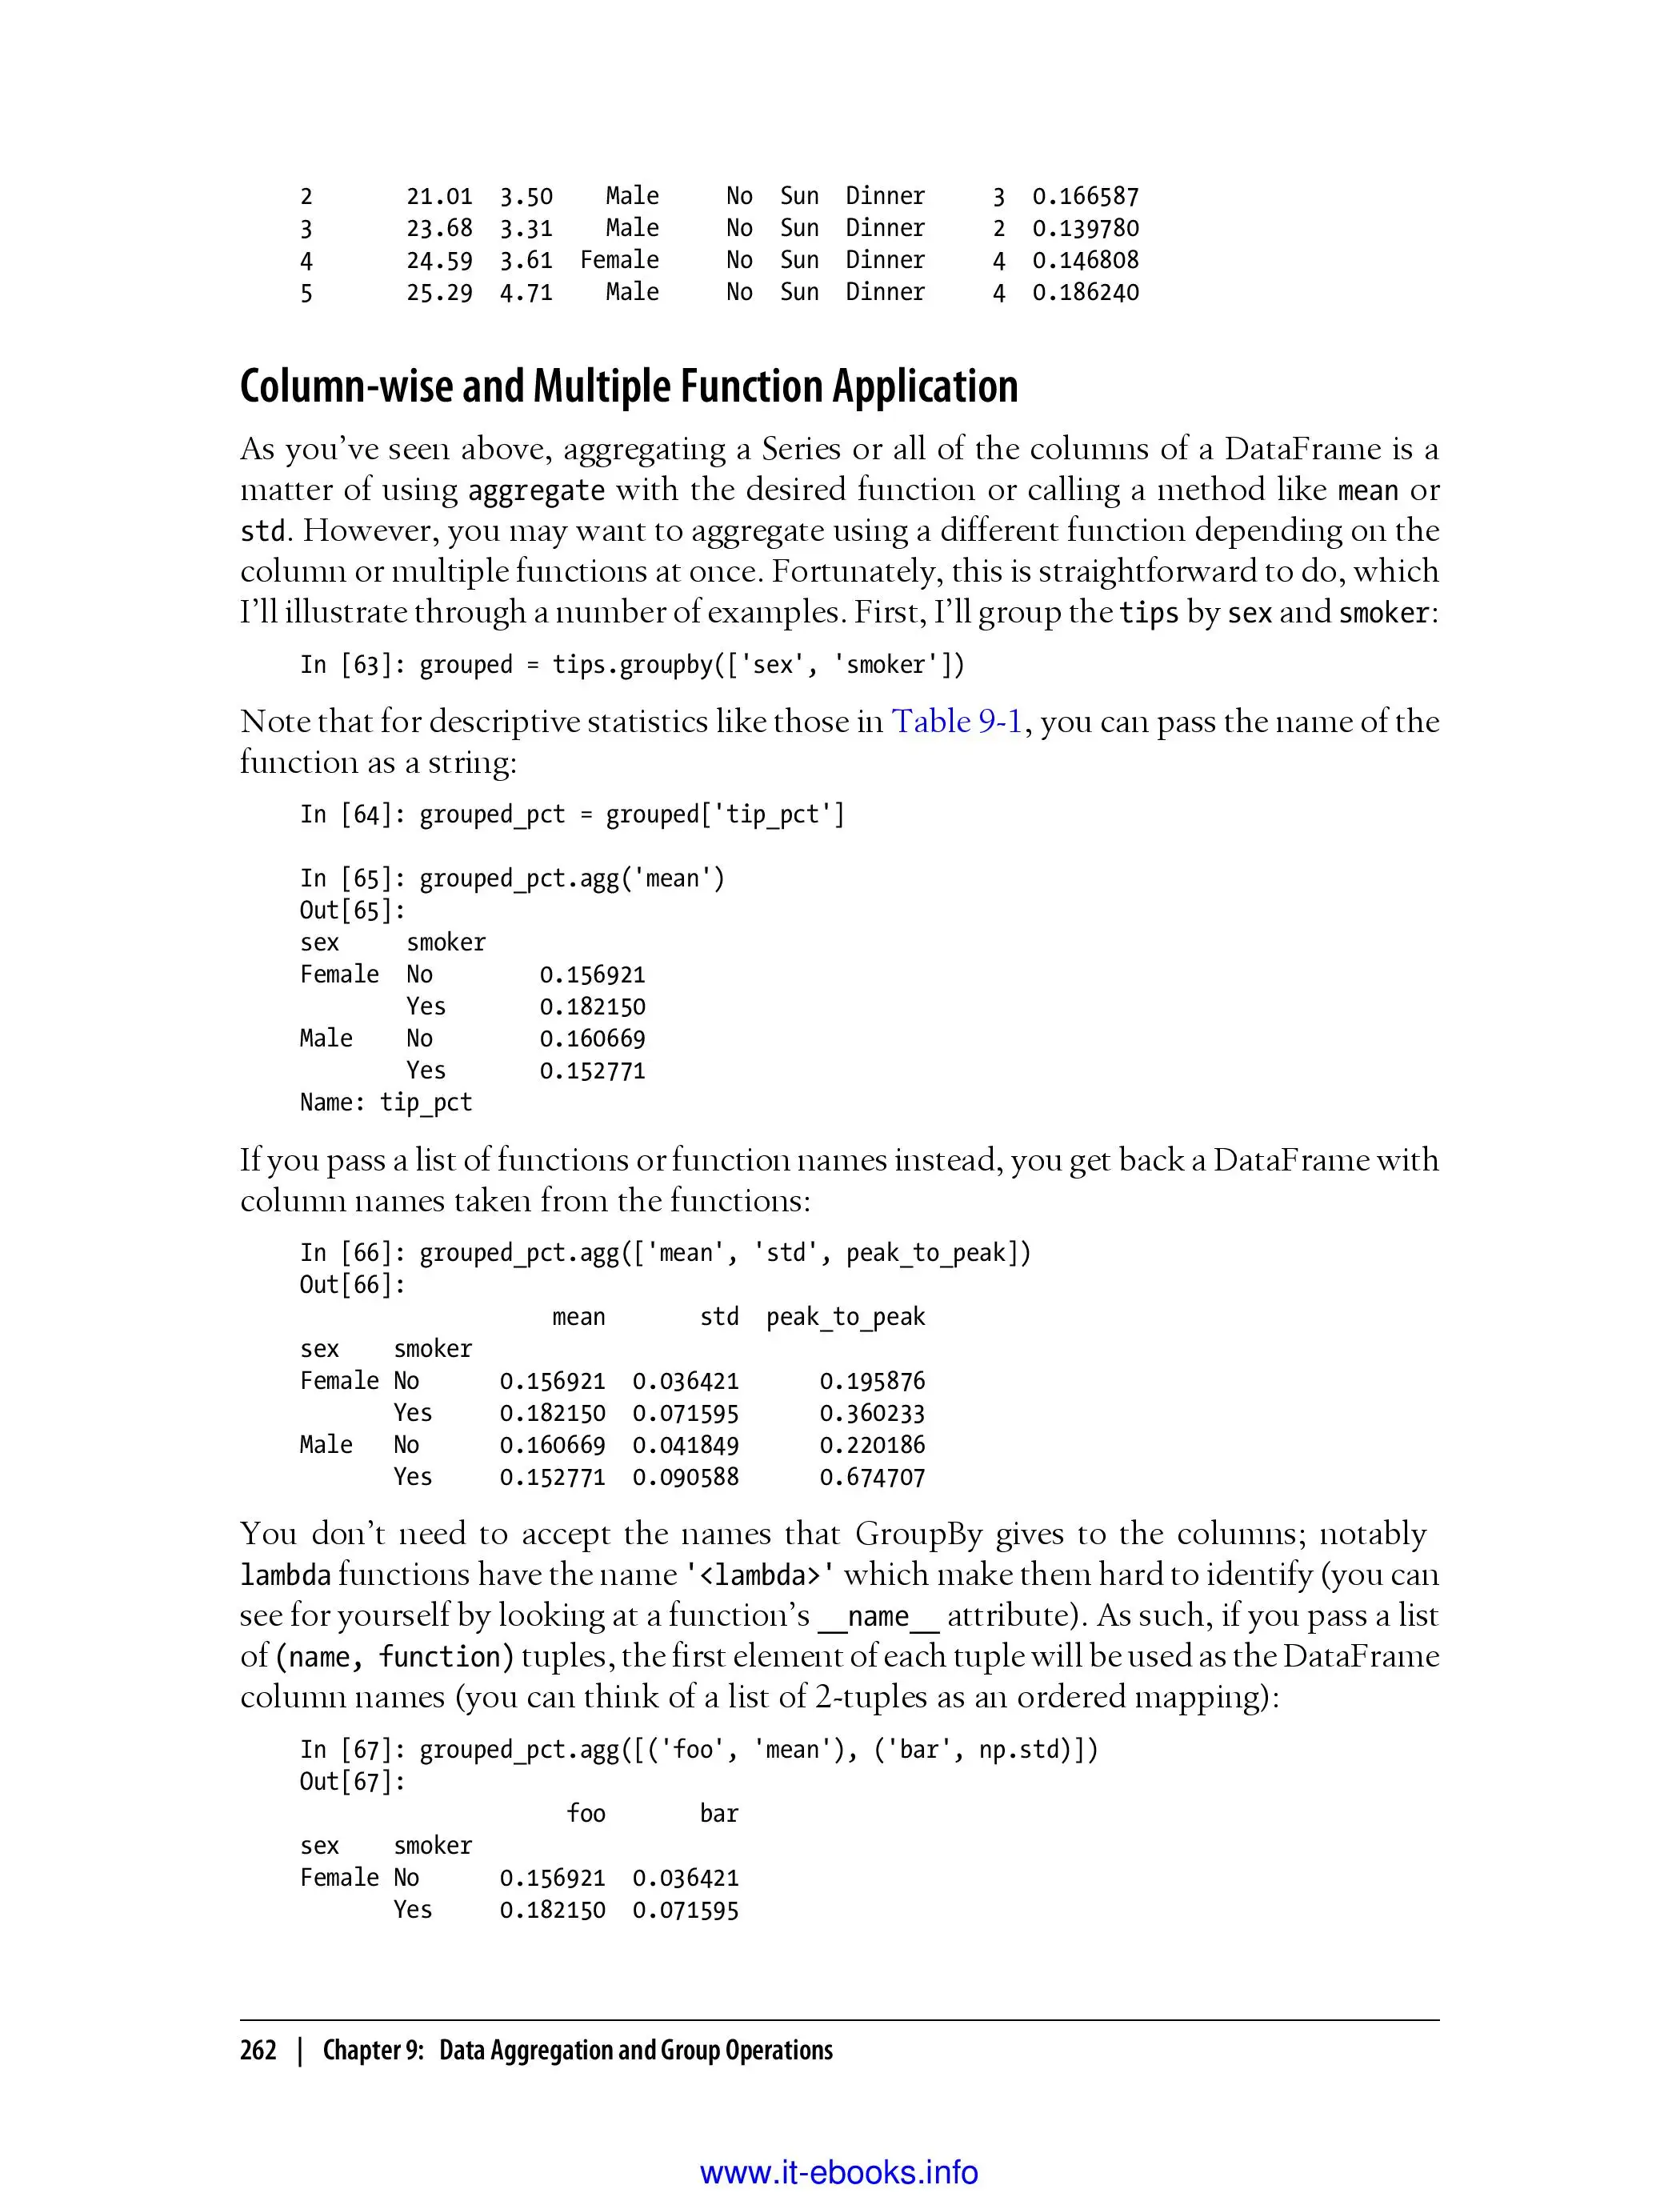 2       21.01  3.50    Male     No  Sun  Dinner     3  0.166587
3       23.68  3.31    Male     No  Sun  Dinner     2  0.139780
4       24.59  3.61  Female     No  Sun  Dinner     4  0.146808
5       25.29  4.71    Male     No  Sun  Dinner     4  0.186240
Column-wise and Multiple Function Application
As you’ve seen above, aggregating a Series or all of the columns of a DataFrame is a
matter of using aggregate with the desired function or calling a method like mean or
std. However, you may want to aggregate using a different function depending on the
column or multiple functions at once. Fortunately, this is straightforward to do, which
I’ll illustrate through a number of examples. First, I’ll group the tips by sex and smoker:
In [63]: grouped = tips.groupby(['sex', 'smoker'])
Note that for descriptive statistics like those in Table 9-1, you can pass the name of the
function as a string:
In [64]: grouped_pct = grouped['tip_pct']
In [65]: grouped_pct.agg('mean')
Out[65]:
sex     smoker
Female  No        0.156921
        Yes       0.182150
Male    No        0.160669
        Yes       0.152771
Name: tip_pct
If you pass a list of functions or function names instead, you get back a DataFrame with
column names taken from the functions:
In [66]: grouped_pct.agg(['mean', 'std', peak_to_peak])
Out[66]:
                   mean       std  peak_to_peak
sex    smoker
Female No      0.156921  0.036421      0.195876
       Yes     0.182150  0.071595      0.360233
Male   No      0.160669  0.041849      0.220186
       Yes     0.152771  0.090588      0.674707
You don’t need to accept the names that GroupBy gives to the columns; notably
lambda functions have the name '<lambda>' which make them hard to identify (you can
see for yourself by looking at a function’s __name__ attribute). As such, if you pass a list
of (name, function) tuples, the first element of each tuple will be used as the DataFrame
column names (you can think of a list of 2-tuples as an ordered mapping):
In [67]: grouped_pct.agg([('foo', 'mean'), ('bar', np.std)])
Out[67]:
                    foo       bar
sex    smoker
Female No      0.156921  0.036421
       Yes     0.182150  0.071595
262 | Chapter 9: Data Aggregation and Group Operations
www.it-ebooks.info